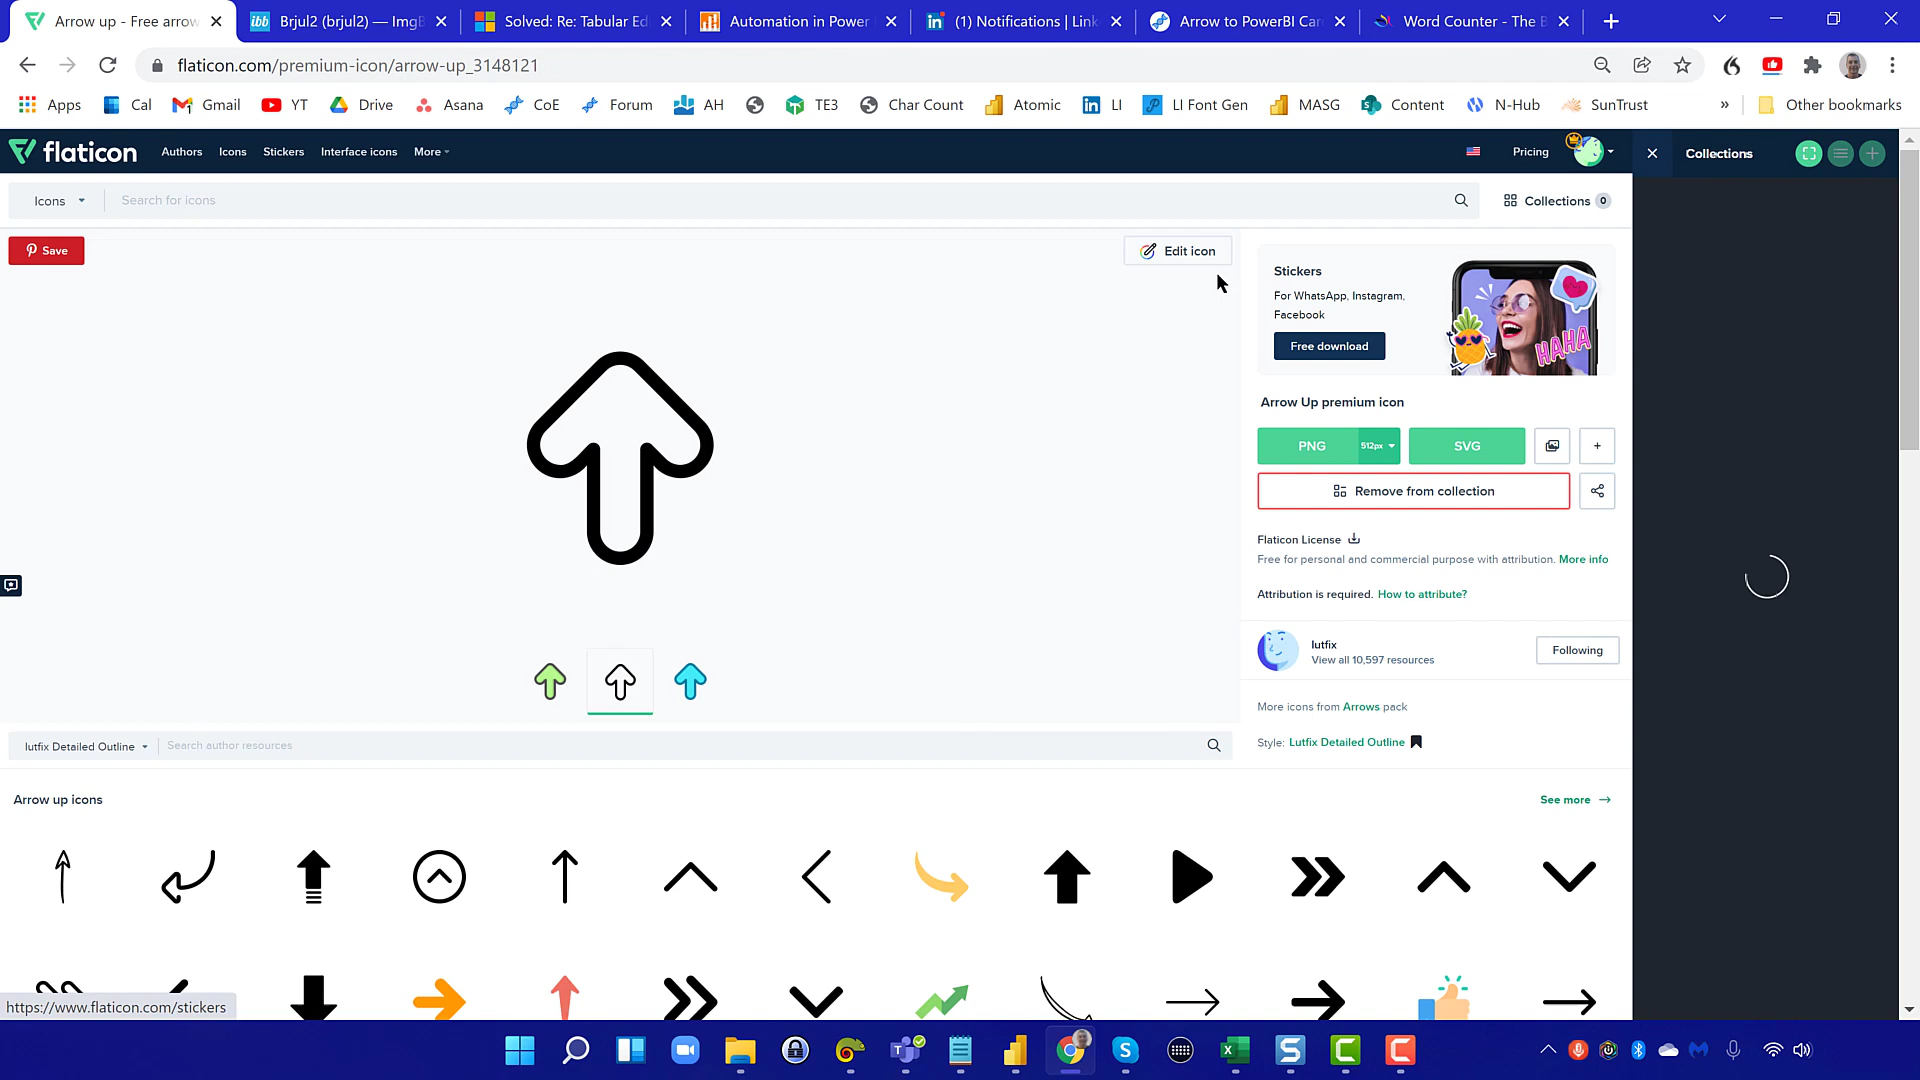 Arrow up - Free arrow
Brjul2 (brjul2) — ImgB
Solved: Re: Tabular Ed
Automation in Power
(1) Notifications | Link
Arrow to PowerBI Car
Word Counter - The B
flaticon.com/premium-icon/arrow-up_3148121
Apps
Cal
Gmail
YT
Drive
Asana
CoE
Forum
AH
TE3
Char Count
Atomic
LI
LI Font Gen
MASG
Content
N-Hub
SunTrust
»
Other bookmarks
flaticon
Authors
Icons
Stickers
Interface icons
More
Pricing
Collections
Icons
Search for icons
Collections 0
Save
Edit icon
Stickers
For WhatsApp, Instagram,
Facebook
Free download
HAHA
Arrow Up premium icon
PNG
512px
SVG
+
Remove from collection
Flaticon License
Free for personal and commercial purpose with attribution. More info
Attribution is required. How to attribute?
lutfix
View all 10,597 resources
Following
More icons from Arrows pack
Style: Lutfix Detailed Outline
lutfix Detailed Outline
Search author resources
Arrow up icons
See more
https://www.flaticon.com/stickers